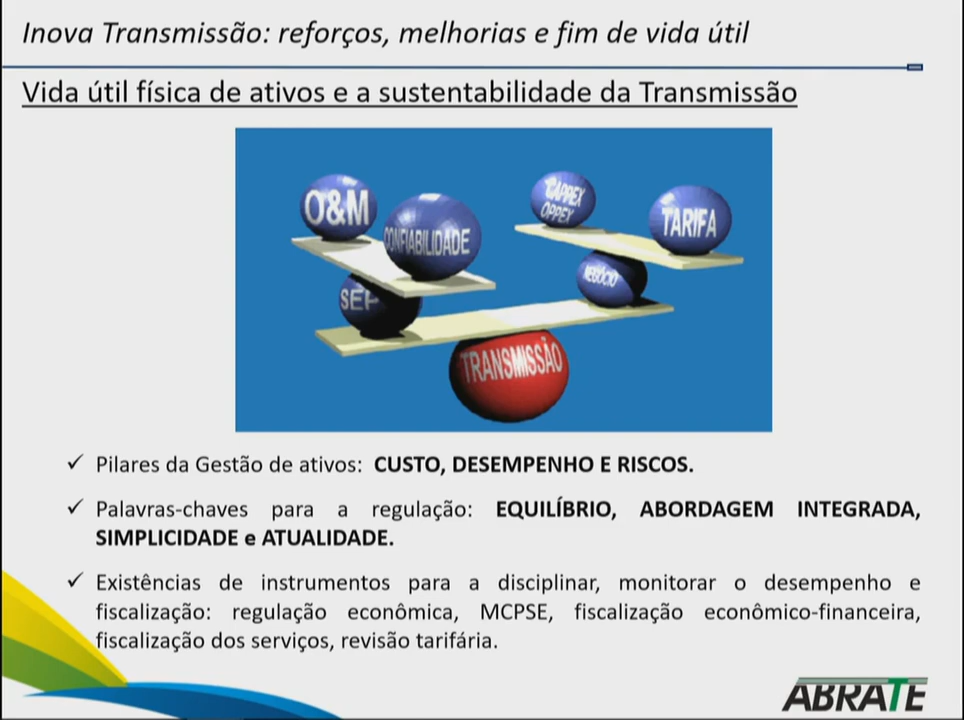 Inova Transmissão: reforços, melhorias e fim de vida útil
Vida útil física de ativos e a sustentabilidade da Transmissão
O&M
CONFIABILIDADE
CAPPEX
OPPEX
TARIFA
SEP
NEGÓCIO
TRANSMISSÃO
✓ Pilares da Gestão de ativos: CUSTO, DESEMPENHO E RISCOS.
✓ Palavras-chaves para a regulação: EQUILÍBRIO, ABORDAGEM INTEGRADA,
SIMPLICIDADE e ATUALIDADE.
✓ Existências de instrumentos para a disciplinar, monitorar o desempenho e
fiscalização: regulação econômica, MCPSE, fiscalização econômico-financeira,
fiscalização dos serviços, revisão tarifária.
ABRATE